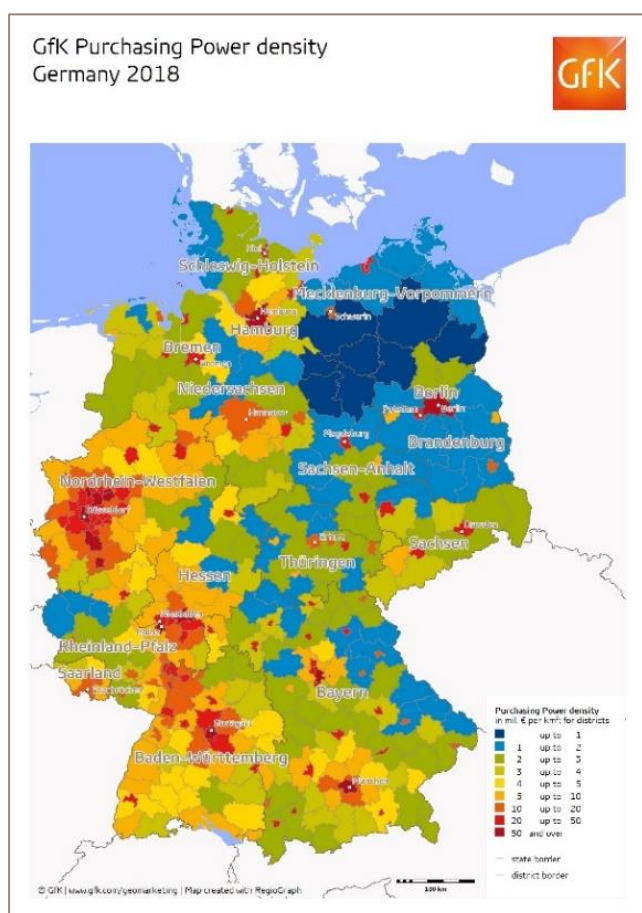 GfK Purchasing Power density
Germany 2018
GfK
Kiel
Schleswig-Holstein
Mecklenburg-Vorpommern
Schwerin
Hamburg
Hamburg
Bremen
Bremen
Niedersachsen
Hannover
Berlin
Berlin
Potsdam
Magdeburg
Brandenburg
Sachsen-Anhalt
Nordrhein-Westfalen
Düsseldorf
Dresden
Sachsen
Erfurt
Thüringen
Hessen
Wiesbaden
Mainz
Rheinland-Pfalz
Saarland
Saarbrücken
Bayern
Stuttgart
Baden-Württemberg
München
Purchasing Power density
in mil. € per km²; for districts
up to 1
1 up to 2
2 up to 3
3 up to 4
4 up to 5
5 up to 10
10 up to 20
20 up to 50
50 and over
state border
district border
100 km
© GfK | www.gfk.com/geomarketing | Map created with RegioGraph